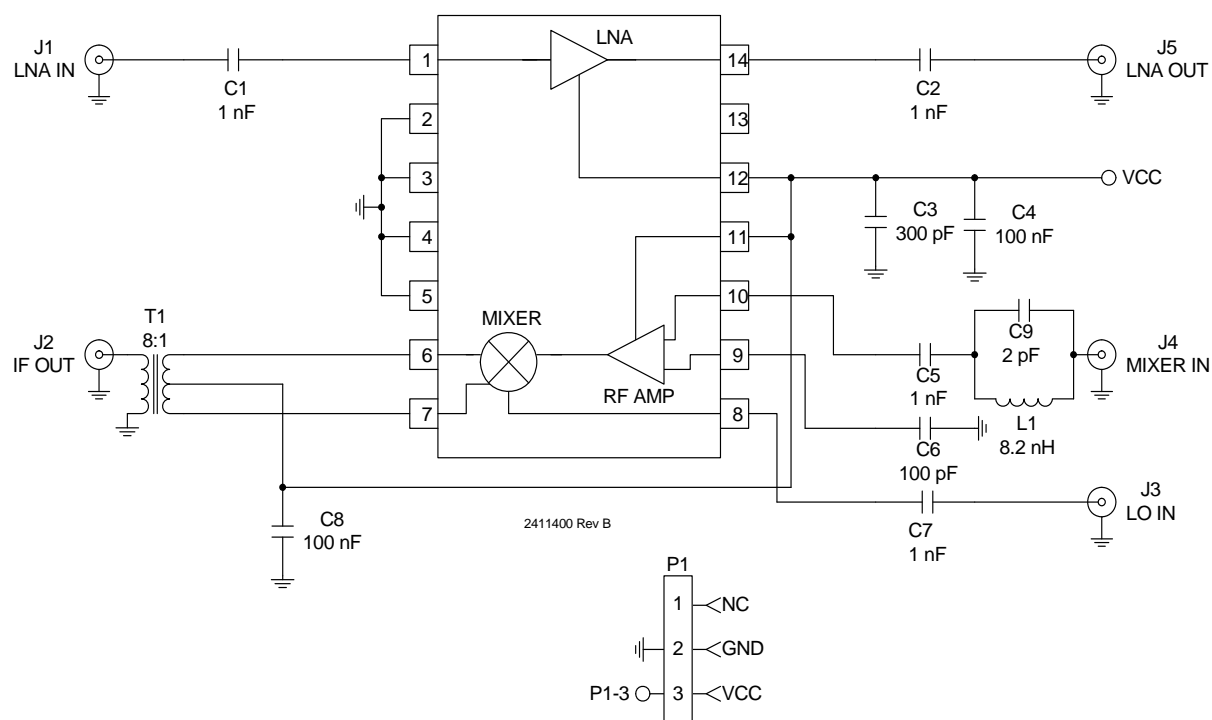 J1
LNA IN
C1
1 nF
1
2
3
4
5
6
7
LNA
MIXER
RF AMP
14
13
12
11
10
9
8
C2
1 nF
J5
LNA OUT
VCC
C3
300 pF
C4
100 nF
C9
2 pF
L1
8.2 nH
J4
MIXER IN
C5
1 nF
C6
100 pF
J3
LO IN
C7
1 nF
T1
8:1
J2
IF OUT
C8
100 nF
2411400 Rev B
P1
1 NC
2 GND
P1-3 3 VCC